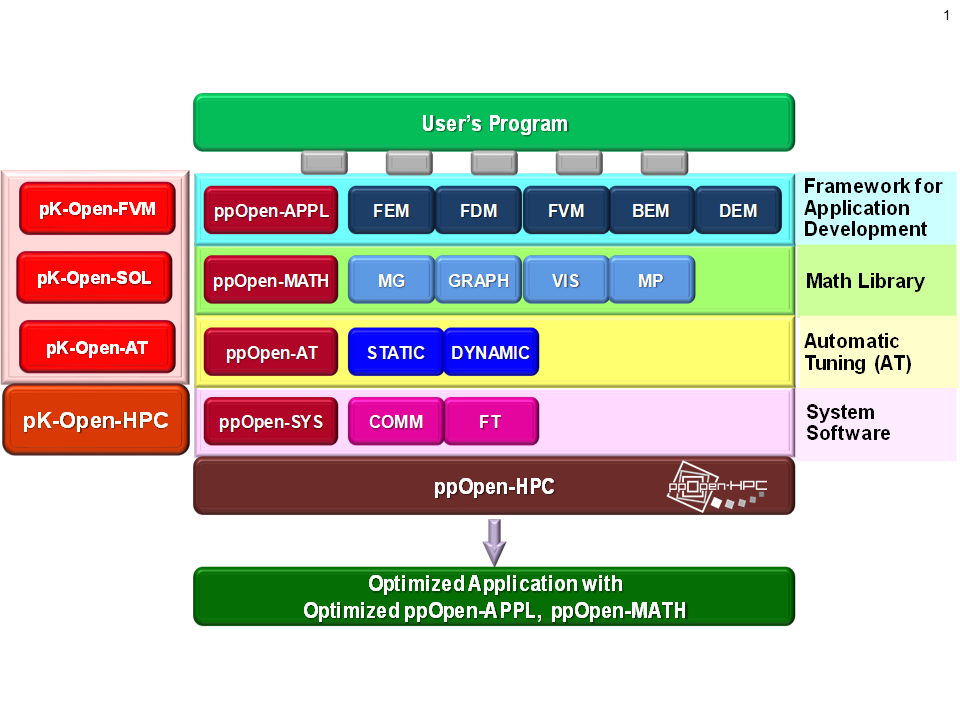 1
User's Program
pK-Open-FVM
ppOpen-APPL
FEM
FDM
FVM
BEM
DEM
Framework for
Application
Development
pK-Open-SOL
ppOpen-MATH
MG
GRAPH
VIS
MP
Math Library
pK-Open-AT
ppOpen-AT
STATIC
DYNAMIC
Automatic
Tuning (AT)
pK-Open-HPC
ppOpen-SYS
COMM
FT
System
Software
ppOpen-HPC
ppOpen-HPC
Optimized Application with
Optimized ppOpen-APPL, ppOpen-MATH